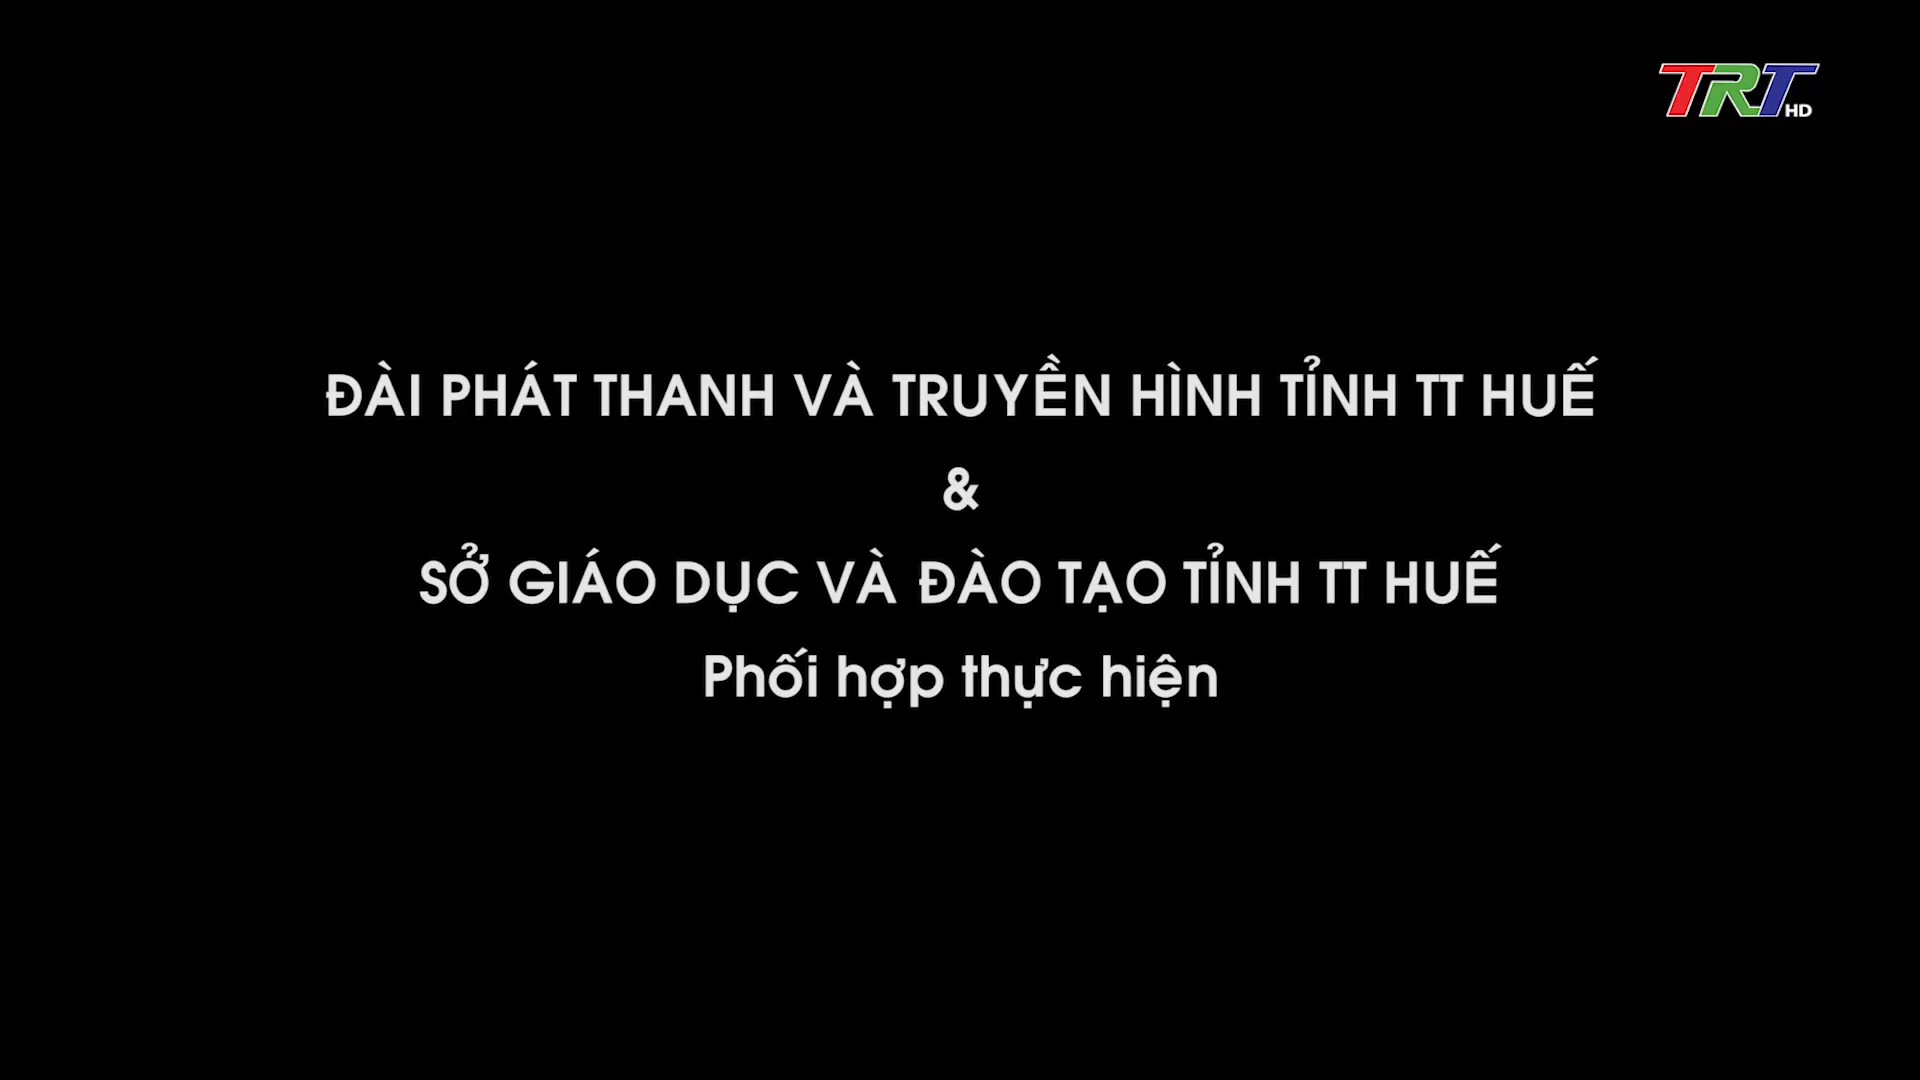 TRT HD
ĐÀI PHÁT THANH VÀ TRUYỀN HÌNH TỈNH TT HUẾ
&
SỞ GIÁO DỤC VÀ ĐÀO TẠO TỈNH TT HUẾ
Phối hợp thực hiện